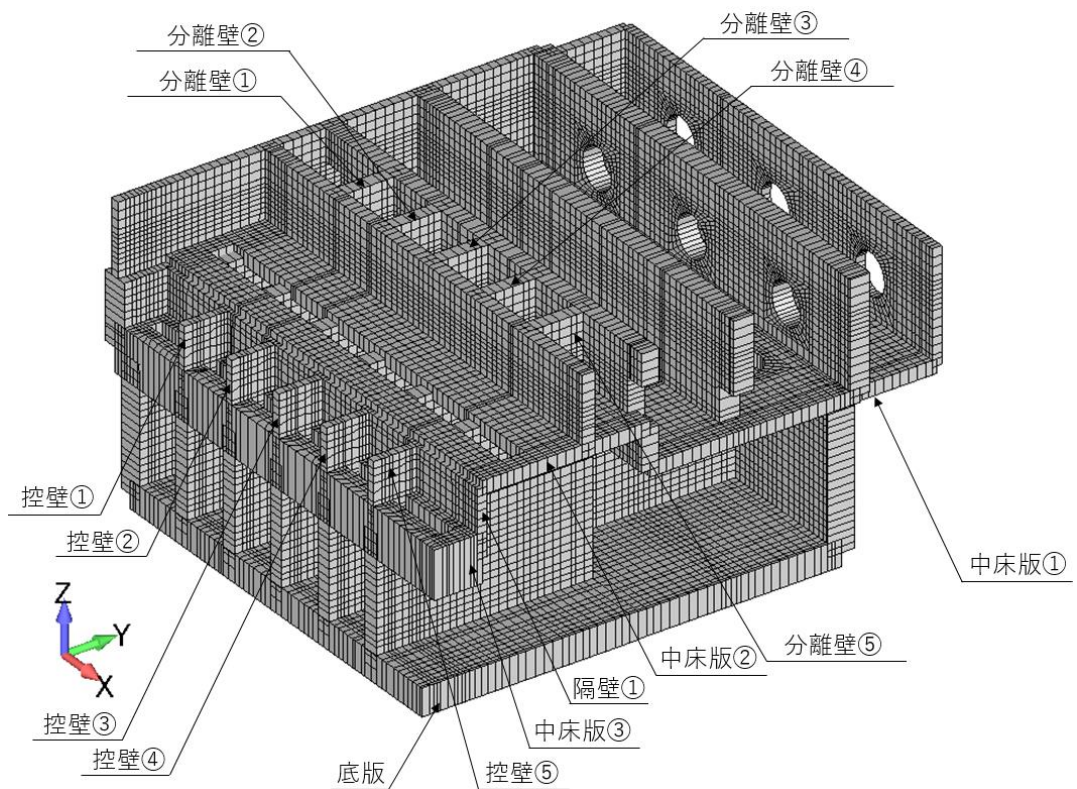 分離壁②
分離壁①
分離壁③
分離壁④
控壁①
控壁②
控壁③
控壁④
底版
控壁⑤
中床版③
隔壁①
中床版②
分離壁⑤
中床版①
Z
Y
X